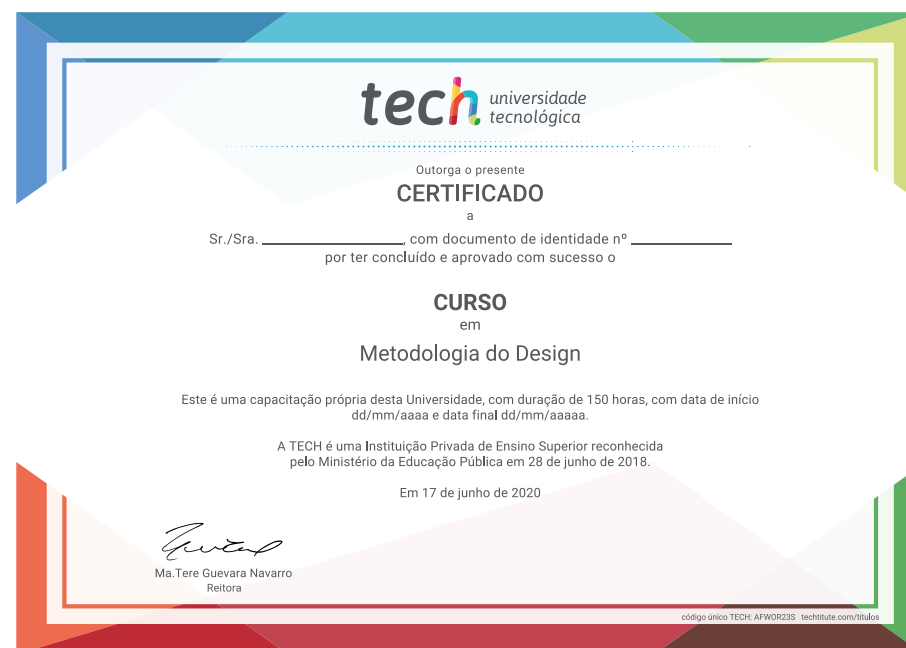 tech universidade
tecnológica
Outorga o presente
CERTIFICADO
a
Sr./Sra. ________________, com documento de identidade nº ___________
por ter concluído e aprovado com sucesso o
CURSO
em
Metodologia do Design
Este é uma capacitação própria desta Universidade, com duração de 150 horas, com data de início
dd/mm/aaaa e data final dd/mm/aaaaa.
A TECH é uma Instituição Privada de Ensino Superior reconhecida
pelo Ministério da Educação Pública em 28 de junho de 2018.
Em 17 de junho de 2020
Ma.Tere Guevara Navarro
Reitora
código único TECH: AFWOR23S techtitute.com/titulos